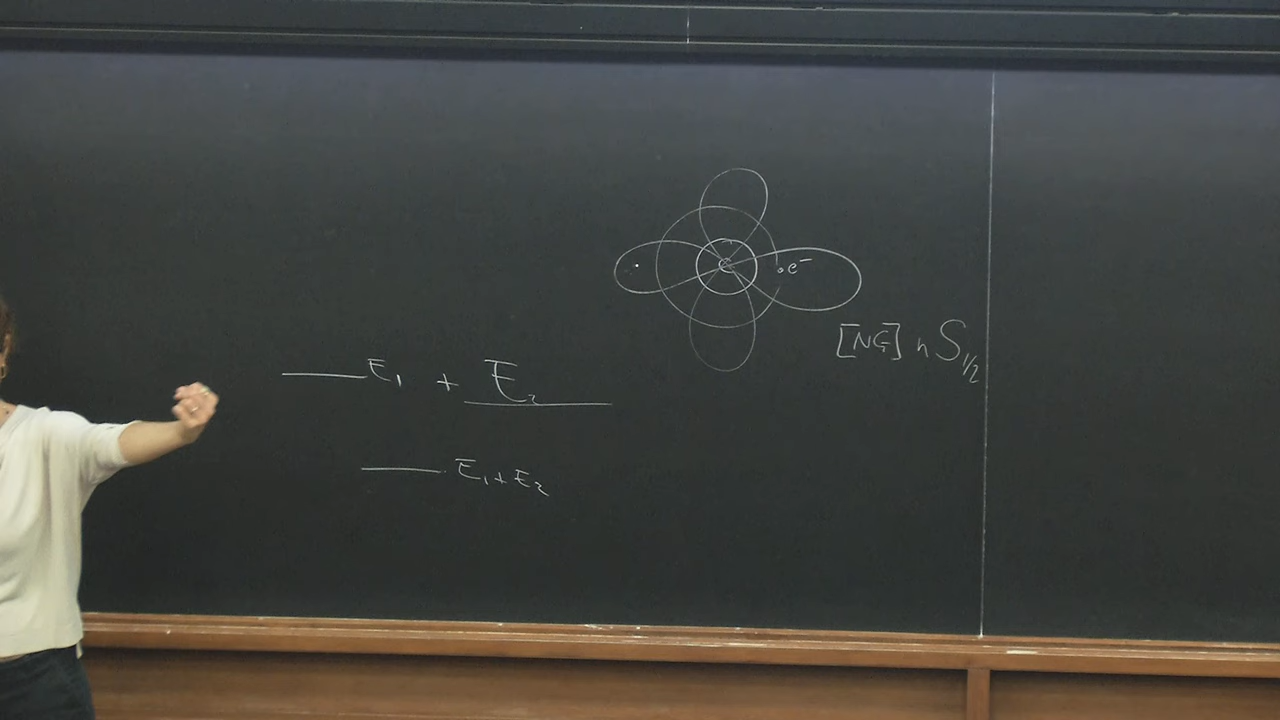 e⁻
[NG] n S₁/₂
E₁ + E₂
E₁ + E₂